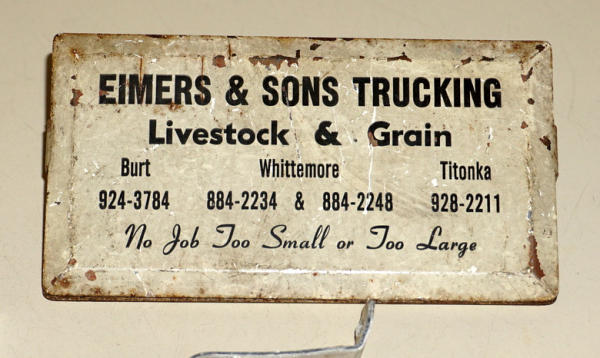 EIMERS & SONS TRUCKING
Livestock & Grain
Burt Whittemore Titonka
924-3784 884-2234 & 884-2248 928-2211
No Job Too Small or Too Large